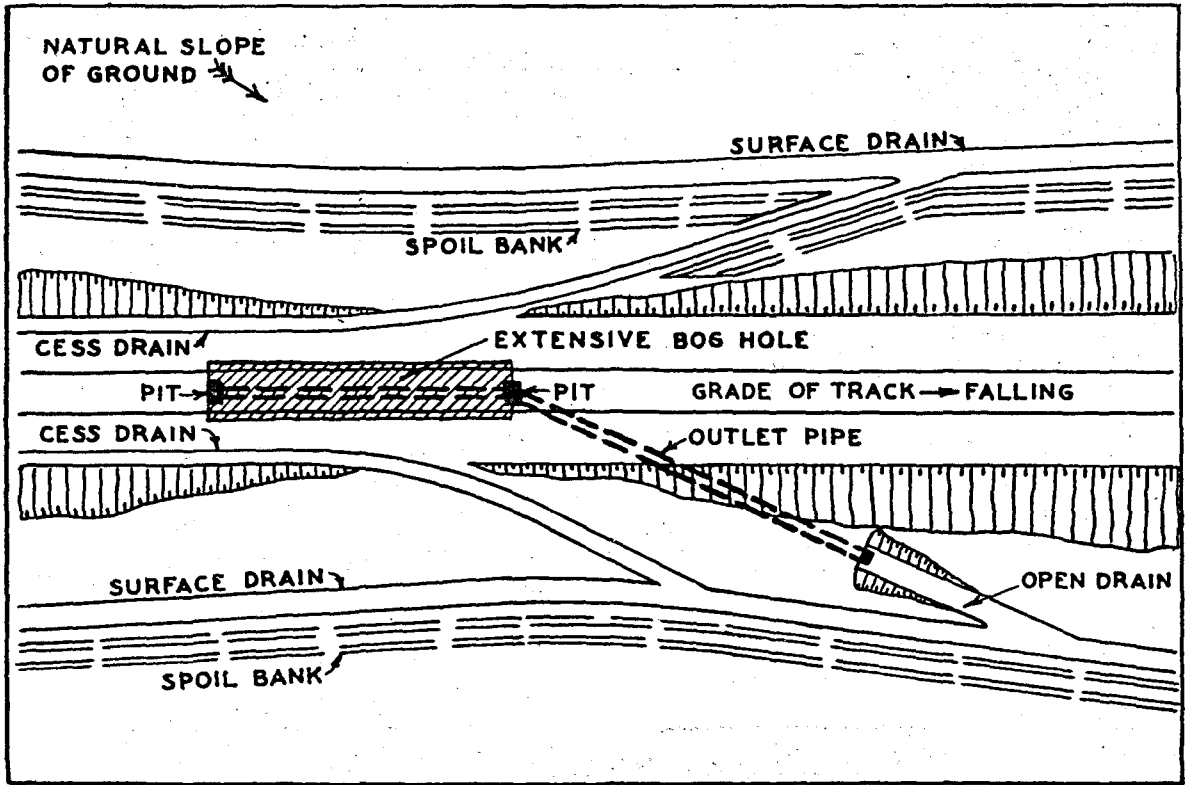 NATURAL SLOPE
OF GROUND
SURFACE DRAIN
SPOIL BANK
CESS DRAIN
EXTENSIVE BOG HOLE
PIT
PIT
GRADE OF TRACK → FALLING
CESS DRAIN
OUTLET PIPE
SURFACE DRAIN
OPEN DRAIN
SPOIL BANK